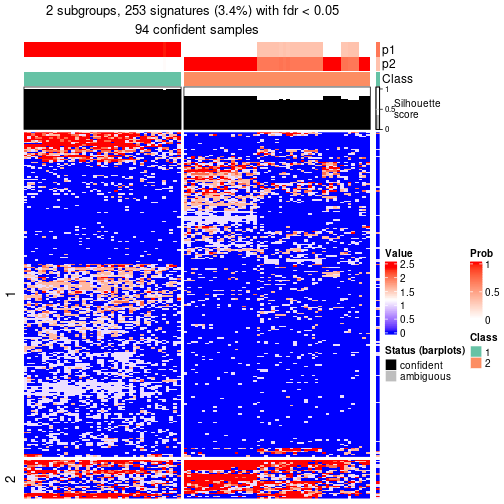 2 subgroups, 253 signatures (3.4%) with fdr < 0.05
94 confident samples
p1
p2
Class
1
0.5
0
Silhouette
score
1
2
Value
2.5
2
1.5
1
0.5
0
Prob
1
0.5
0
Status (barplots)
confident
ambiguous
Class
1
2